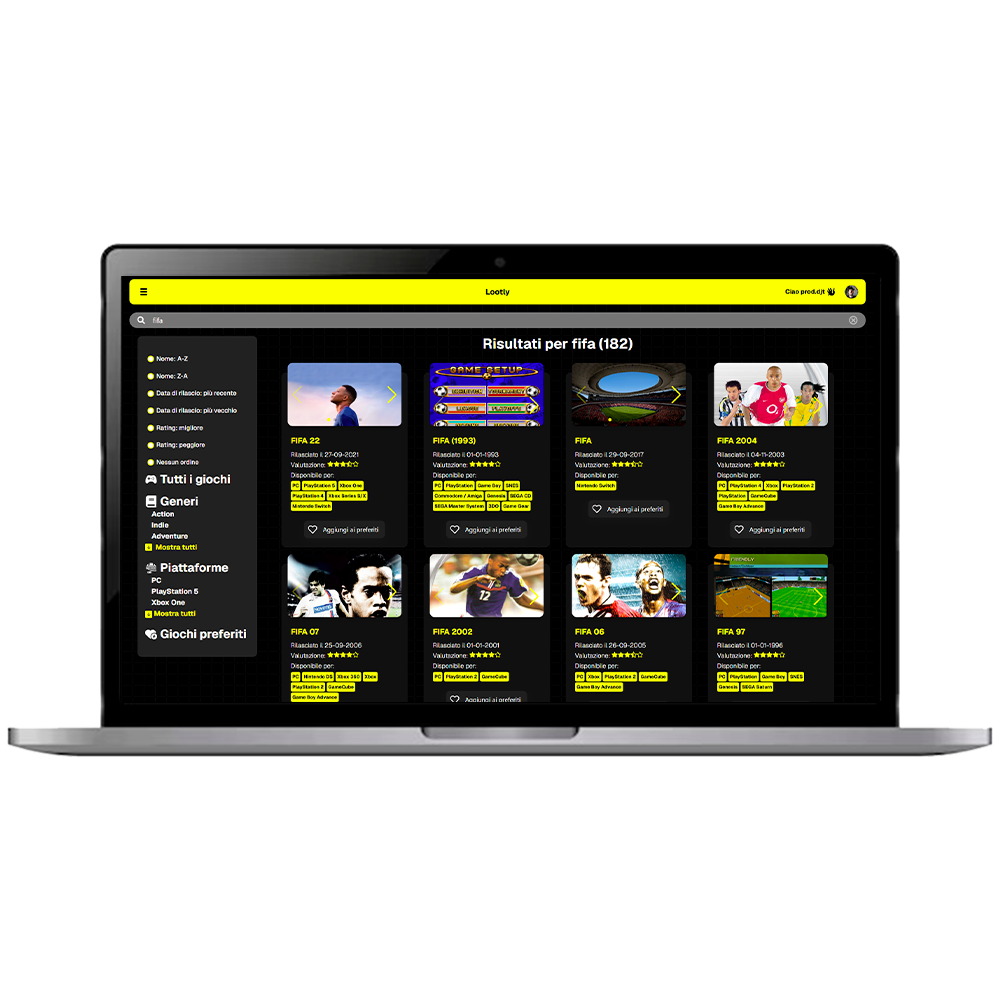 Lootly
Ciao prod.djt
fifa
Risultati per fifa (182)
Nome: A-Z
Nome: Z-A
Data di rilascio: più recente
Data di rilascio: più vecchio
Rating: migliore
Rating: peggiore
Nessun ordine
Tutti i giochi
Generi
Action
Indie
Adventure
Mostra tutti
Piattaforme
PC
PlayStation 5
Xbox One
Mostra tutti
Giochi preferiti
FIFA 22
Rilasciato il 27-09-2021
Valutazione:
Disponibile per:
PC PlayStation 5 Xbox One
PlayStation 4 Xbox Series S/X
Nintendo Switch
Aggiungi ai preferiti
GAME SETUP
FIFA (1993)
Rilasciato il 01-01-1993
Valutazione:
Disponibile per:
PC PlayStation Game Boy SNES
Commodore / Amiga Genesis SEGA CD
SEGA Master System 3DO Game Gear
Aggiungi ai preferiti
FIFA
Rilasciato il 29-09-2017
Valutazione:
Disponibile per:
Nintendo Switch
Aggiungi ai preferiti
O2
FIFA 2004
Rilasciato il 04-11-2003
Valutazione:
Disponibile per:
PC PlayStation 4 Xbox PlayStation 2
PlayStation GameCube
Game Boy Advance
Aggiungi ai preferiti
FIFA 07
Rilasciato il 25-09-2006
Valutazione:
Disponibile per:
PC Nintendo DS Xbox 360 Xbox
PlayStation 2 GameCube
Game Boy Advance
12
FIFA 2002
Rilasciato il 01-01-2001
Valutazione:
Disponibile per:
PC PlayStation 2 GameCube
Aggiungi ai preferiti
FIFA 06
Rilasciato il 26-09-2005
Valutazione:
Disponibile per:
PC Xbox PlayStation 2 GameCube
Game Boy Advance
FRIENDLY
FIFA 97
Rilasciato il 01-01-1996
Valutazione:
Disponibile per:
PC PlayStation Game Boy SNES
Genesis SEGA Saturn